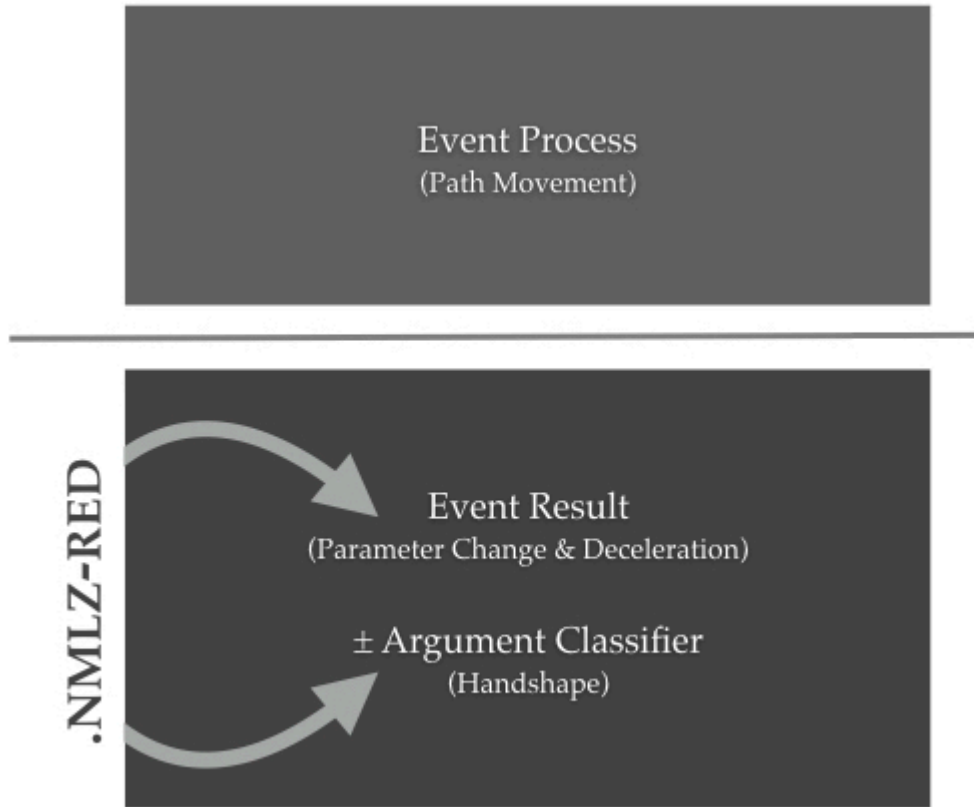 Event Process
(Path Movement)
.NMLZ-RED
Event Result
(Parameter Change & Deceleration)
± Argument Classifier
(Handshape)